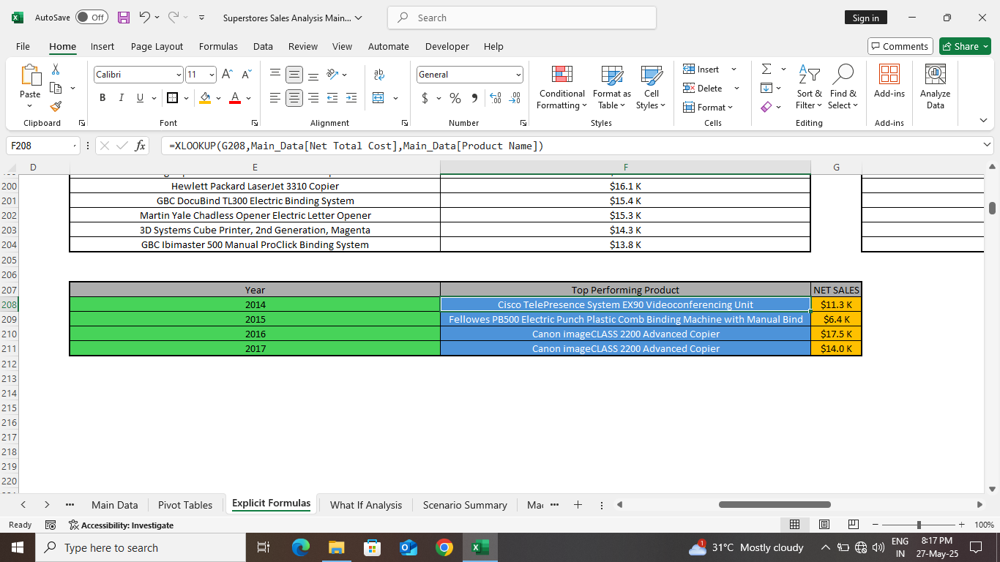 AutoSave Off Superstores Sales Analysis Main... Search Sign in
File Home Insert Page Layout Formulas Data Review View Automate Developer Help Comments Share
Paste Calibri 11 A A ab General Conditional Formatting Format as Table Cell Styles Insert Delete Format Sort & Filter Find & Select Add-ins Analyze Data
B I U A $ % 9 .00 .00
Clipboard Font Alignment Number Styles Cells Editing Add-ins
F208 fx =XLOOKUP(G208,Main_Data[Net Total Cost],Main_Data[Product Name])
D E F G
200 Hewlett Packard LaserJet 3310 Copier $16.1 K
201 GBC DocuBind TL300 Electric Binding System $15.4 K
202 Martin Yale Chadless Opener Electric Letter Opener $15.3 K
203 3D Systems Cube Printer, 2nd Generation, Magenta $14.3 K
204 GBC Ibimaster 500 Manual ProClick Binding System $13.8 K
205
206
207 Year Top Performing Product NET SALES
208 2014 Cisco TelePresence System EX90 Videoconferencing Unit $11.3 K
209 2015 Fellowes PB500 Electric Punch Plastic Comb Binding Machine with Manual Bind $6.4 K
210 2016 Canon imageCLASS 2200 Advanced Copier $17.5 K
211 2017 Canon imageCLASS 2200 Advanced Copier $14.0 K
212
213
214
215
216
217
218
219
220
Main Data Pivot Tables Explicit Formulas What If Analysis Scenario Summary Ma
Ready Accessibility: Investigate 100%
Type here to search 1 31°C Mostly cloudy ENG IN 8:17 PM 27-May-25